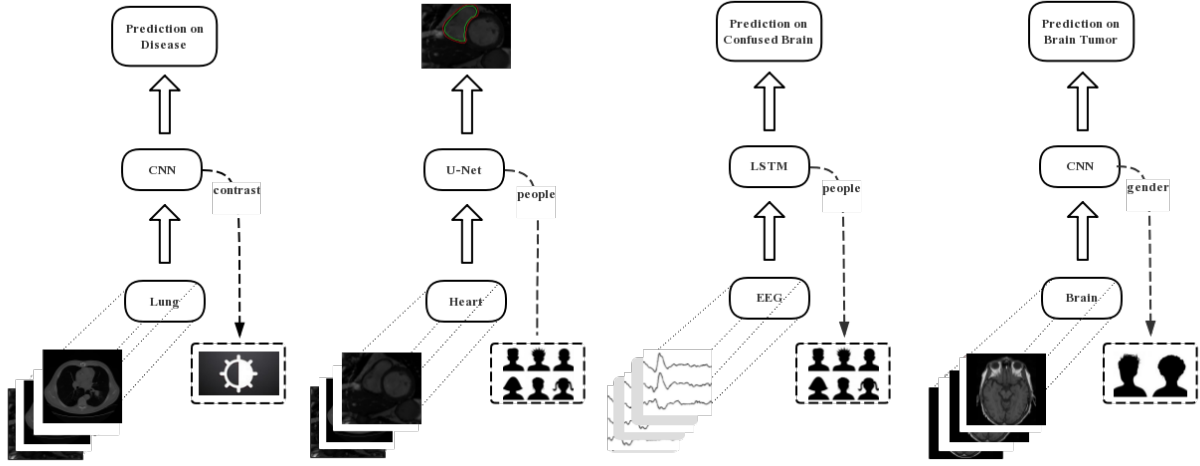 Prediction on
Disease
CNN
contrast
Lung
U-Net
people
Heart
Prediction on
Confused Brain
LSTM
people
EEG
Prediction on
Brain Tumor
CNN
gender
Brain